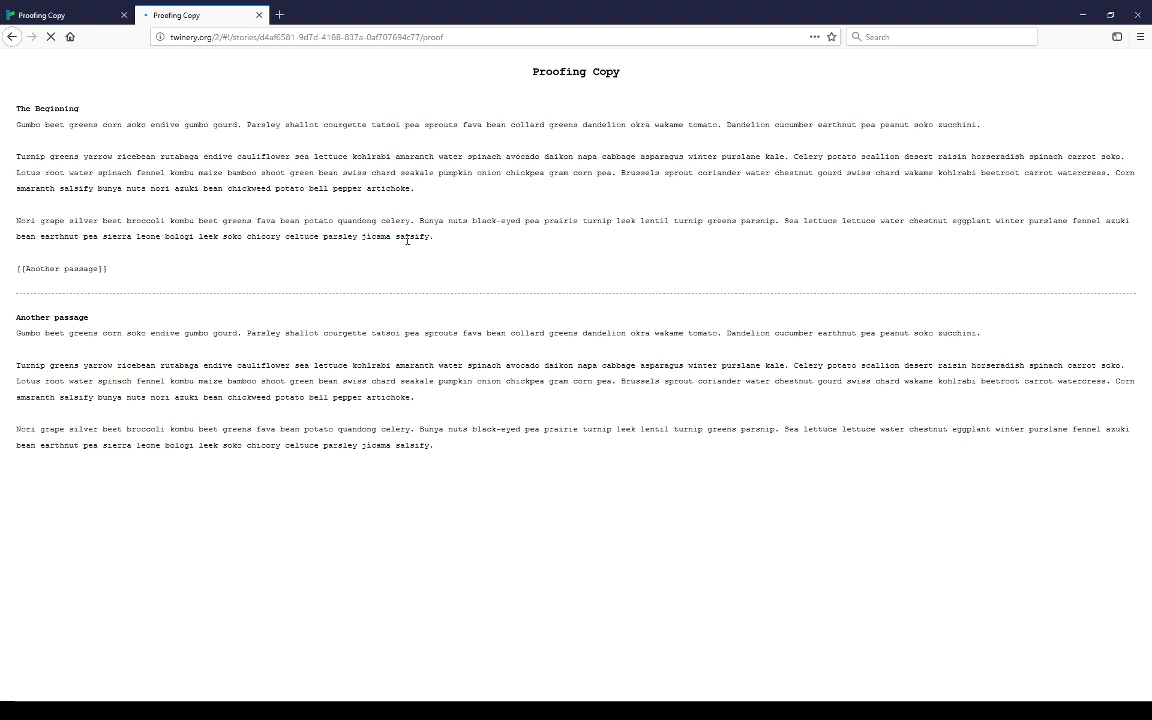 Proofing Copy
Proofing Copy
twinery.org/2/#!/stories/d4af6581-9d7d-4188-837a-0af707694c77/proof
Search
Proofing Copy
The Beginning
Gumbo beet greens corn soko endive gumbo gourd. Parsley shallot courgette tatsoi pea sprouts fava bean collard greens dandelion okra wakame tomato. Dandelion cucumber earthnut pea peanut soko zucchini.
Turnip greens yarrow ricebean rutabaga endive cauliflower sea lettuce kohlrabi amaranth water spinach avocado daikon napa cabbage asparagus winter purslane kale. Celery potato scallion desert raisin horseradish spinach carrot soko.
Lotus root water spinach fennel kombu maize bamboo shoot green bean swiss chard seakale pumpkin onion chickpea gram corn pea. Brussels sprout coriander water chestnut gourd swiss chard wakame kohlrabi beetroot carrot watercress. Corn
amaranth salsify bunya nuts nori azuki bean chickweed potato bell pepper artichoke.
Nori grape silver beet broccoli kombu beet greens fava bean potato quandong celery. Bunya nuts black-eyed pea prairie turnip leek lentil turnip greens parsnip. Sea lettuce lettuce water chestnut eggplant winter purslane fennel azuki
bean earthnut pea sierra leone bologi leek soko chicory celtuce parsley jicama salsify.
[[Another passage]]
Another passage
Gumbo beet greens corn soko endive gumbo gourd. Parsley shallot courgette tatsoi pea sprouts fava bean collard greens dandelion okra wakame tomato. Dandelion cucumber earthnut pea peanut soko zucchini.
Turnip greens yarrow ricebean rutabaga endive cauliflower sea lettuce kohlrabi amaranth water spinach avocado daikon napa cabbage asparagus winter purslane kale. Celery potato scallion desert raisin horseradish spinach carrot soko.
Lotus root water spinach fennel kombu maize bamboo shoot green bean swiss chard seakale pumpkin onion chickpea gram corn pea. Brussels sprout coriander water chestnut gourd swiss chard wakame kohlrabi beetroot carrot watercress. Corn
amaranth salsify bunya nuts nori azuki bean chickweed potato bell pepper artichoke.
Nori grape silver beet broccoli kombu beet greens fava bean potato quandong celery. Bunya nuts black-eyed pea prairie turnip leek lentil turnip greens parsnip. Sea lettuce lettuce water chestnut eggplant winter purslane fennel azuki
bean earthnut pea sierra leone bologi leek soko chicory celtuce parsley jicama salsify.